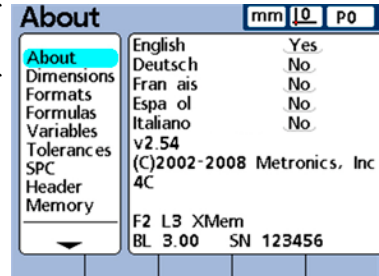 About
mm 0 P0
About
Dimensions
Formats
Formulas
Variables
Tolerances
SPC
Header
Memory
English Yes
Deutsch No
Fran ais No
Espa ol No
Italiano No
v2.54
(C)2002-2008 Metronics, Inc
4C
F2 L3 XMem
BL 3.00 SN 123456